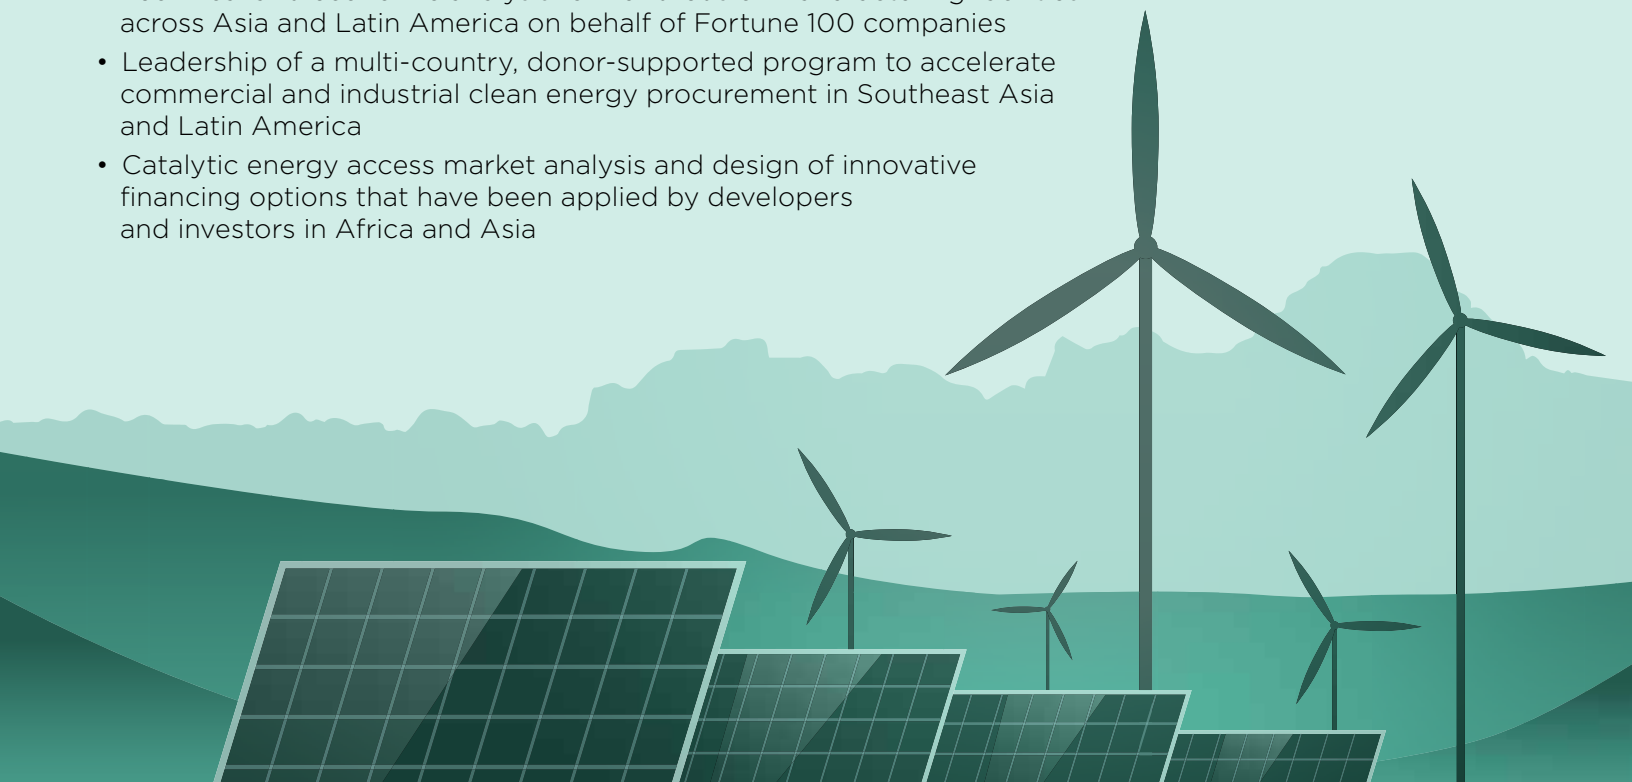 across Asia and Latin America on behalf of Fortune 100 companies
• Leadership of a multi-country, donor-supported program to accelerate
commercial and industrial clean energy procurement in Southeast Asia
and Latin America
• Catalytic energy access market analysis and design of innovative
financing options that have been applied by developers
and investors in Africa and Asia